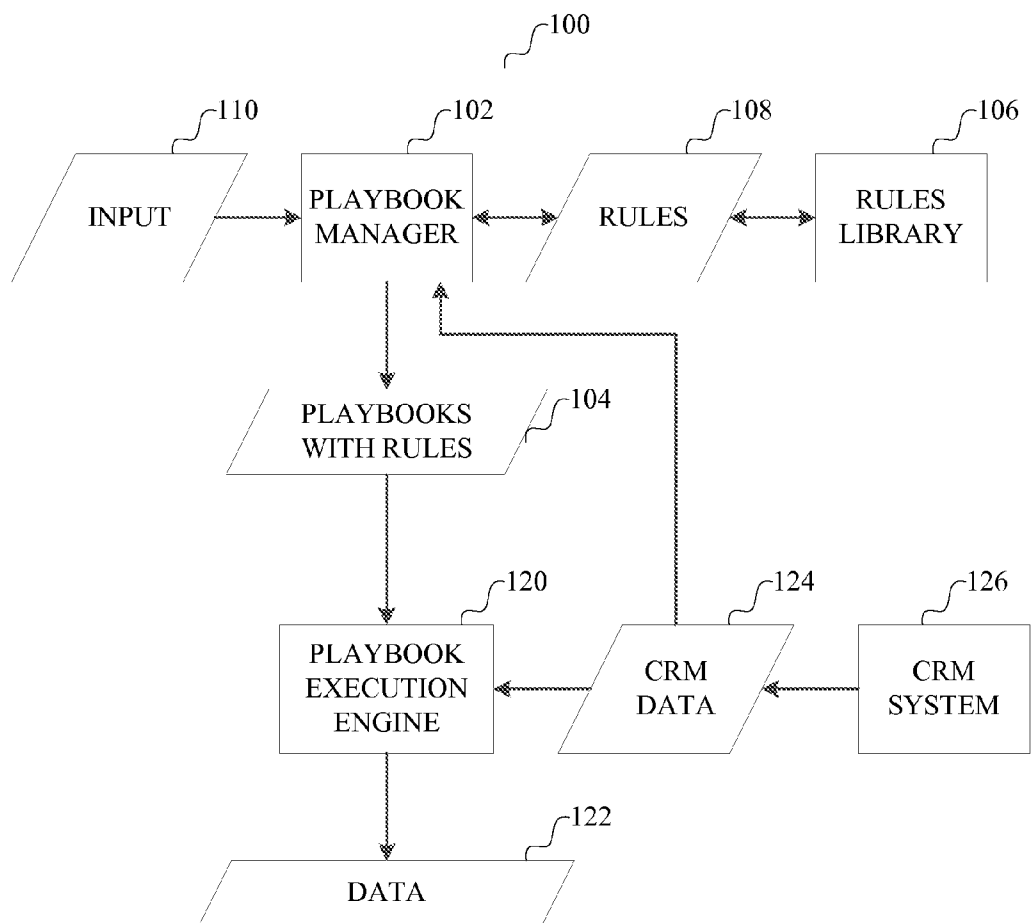 100
110
102
108
106
INPUT
PLAYBOOK
MANAGER
RULES
RULES
LIBRARY
PLAYBOOKS
WITH RULES
104
120
124
126
PLAYBOOK
EXECUTION
ENGINE
CRM
DATA
CRM
SYSTEM
122
DATA